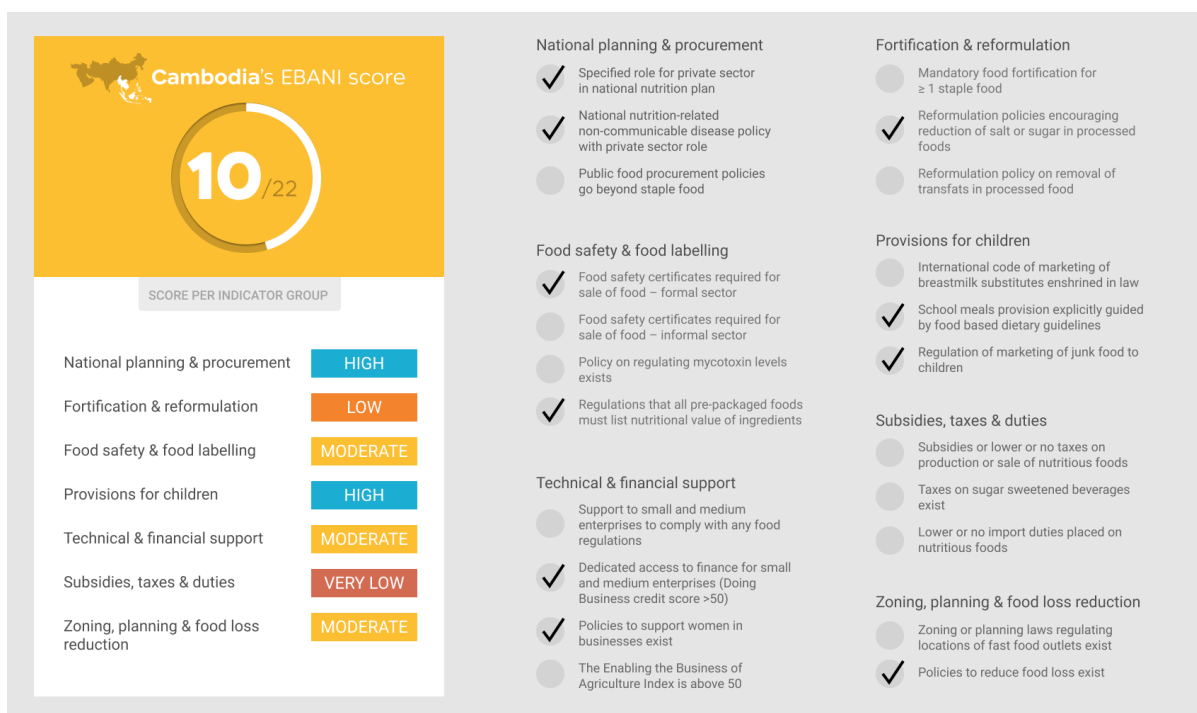 Cambodia's EBANI score
10/22
SCORE PER INDICATOR GROUP
National planning & procurement
HIGH
Fortification & reformulation
LOW
Food safety & food labelling
MODERATE
Provisions for children
HIGH
Technical & financial support
MODERATE
Subsidies, taxes & duties
VERY LOW
Zoning, planning & food loss
reduction
MODERATE
National planning & procurement
Specified role for private sector
in national nutrition plan
National nutrition-related
non-communicable disease policy
with private sector role
Public food procurement policies
go beyond staple food
Food safety & food labelling
Food safety certificates required for
sale of food – formal sector
Food safety certificates required for
sale of food – informal sector
Policy on regulating mycotoxin levels
exists
Regulations that all pre-packaged foods
must list nutritional value of ingredients
Technical & financial support
Support to small and medium
enterprises to comply with any food
regulations
Dedicated access to finance for small
and medium enterprises (Doing
Business credit score >50)
Policies to support women in
businesses exist
The Enabling the Business of
Agriculture Index is above 50
Fortification & reformulation
Mandatory food fortification for
≥ 1 staple food
Reformulation policies encouraging
reduction of salt or sugar in processed
foods
Reformulation policy on removal of
transfats in processed food
Provisions for children
International code of marketing of
breastmilk substitutes enshrined in law
School meals provision explicitly guided
by food based dietary guidelines
Regulation of marketing of junk food to
children
Subsidies, taxes & duties
Subsidies or lower or no taxes on
production or sale of nutritious foods
Taxes on sugar sweetened beverages
exist
Lower or no import duties placed on
nutritious foods
Zoning, planning & food loss reduction
Zoning or planning laws regulating
locations of fast food outlets exist
Policies to reduce food loss exist